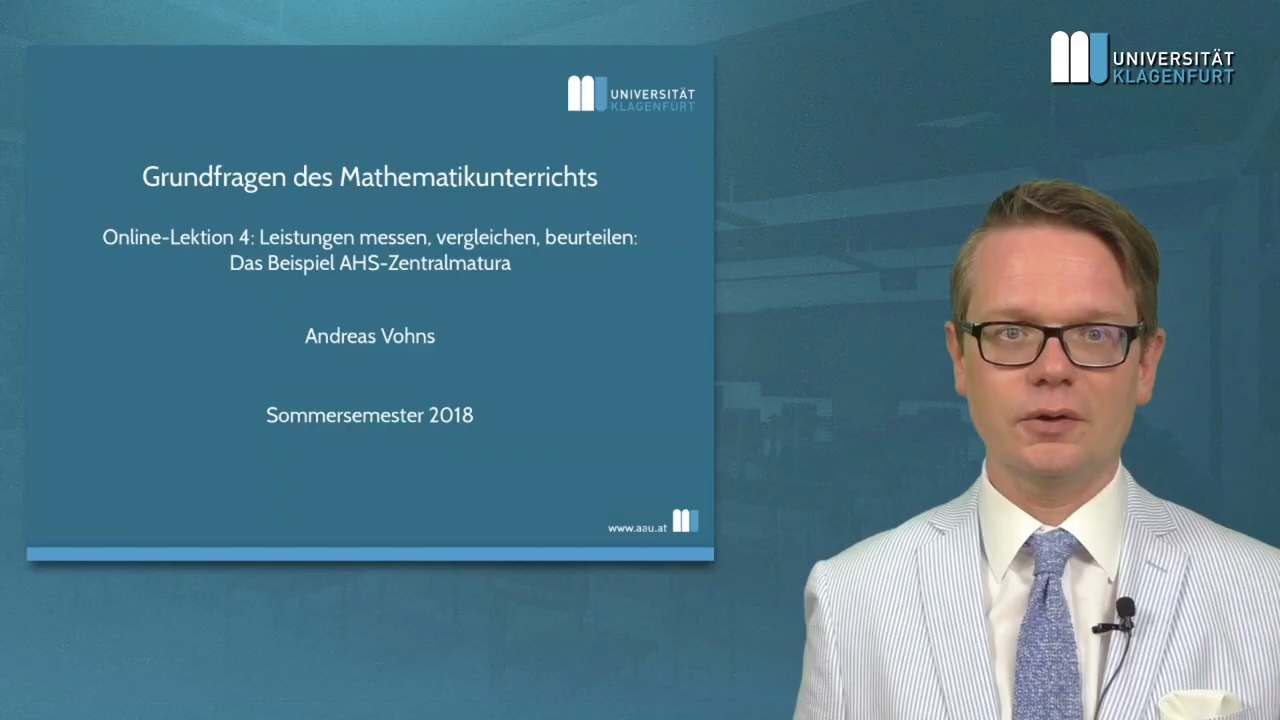 UNIVERSITÄT
KLAGENFURT
Grundfragen des Mathematikunterrichts
Online-Lektion 4: Leistungen messen, vergleichen, beurteilen:
Das Beispiel AHS-Zentralmatura
Andreas Vohns
Sommersemester 2018
www.aau.at
UNIVERSITÄT
KLAGENFURT